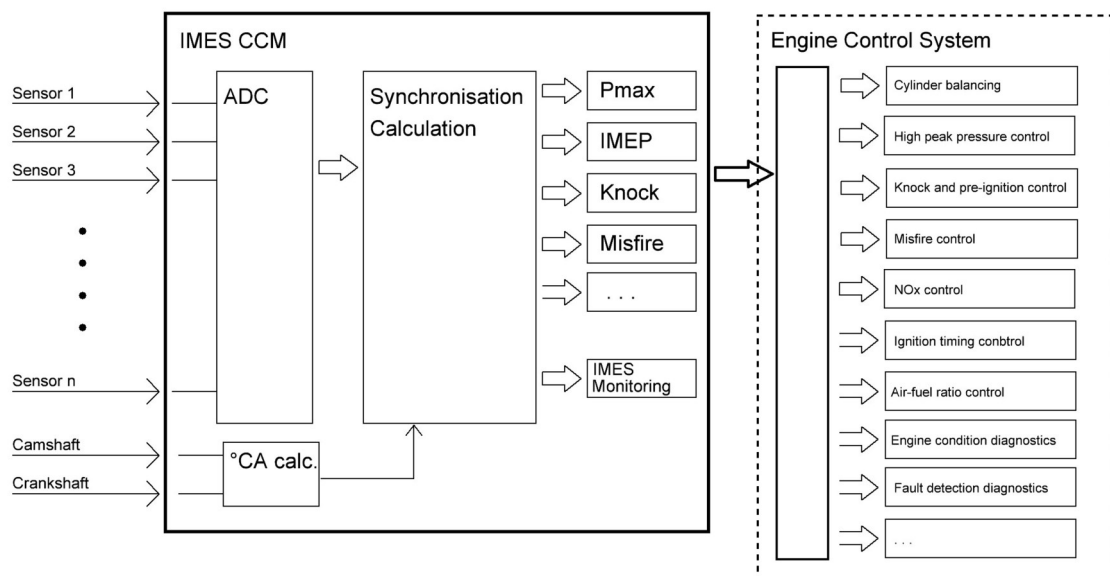 IMES CCM
Engine Control System
Sensor 1
Sensor 2
Sensor 3
Sensor n
Camshaft
Crankshaft
ADC
°CA calc.
Synchronisation
Calculation
Pmax
IMEP
Knock
Misfire
. . .
IMES
Monitoring
Cylinder balancing
High peak pressure control
Knock and pre-ignition control
Misfire control
NOx control
Ignition timing conbtrol
Air-fuel ratio control
Engine condition diagnostics
Fault detection diagnostics
. . .